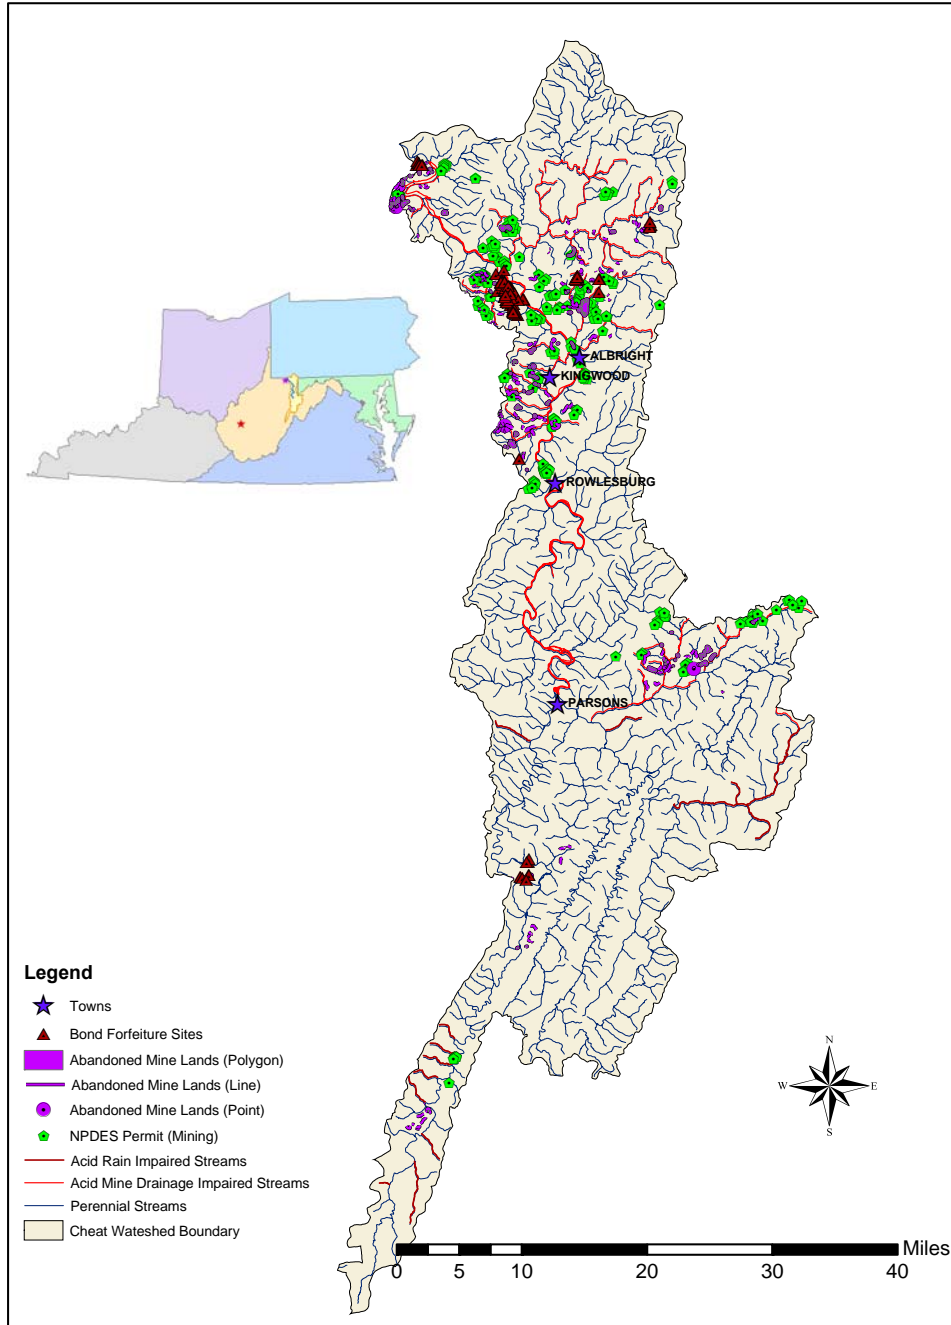 ALBRIGHT
KINGWOOD
ROWLESBURG
PARSONS
Legend
Towns
Bond Forfeiture Sites
Abandoned Mine Lands (Polygon)
Abandoned Mine Lands (Line)
Abandoned Mine Lands (Point)
NPDES Permit (Mining)
Acid Rain Impaired Streams
Acid Mine Drainage Impaired Streams
Perennial Streams
Cheat Wateshed Boundary
N
W E
S
Miles
0 5 10 20 30 40